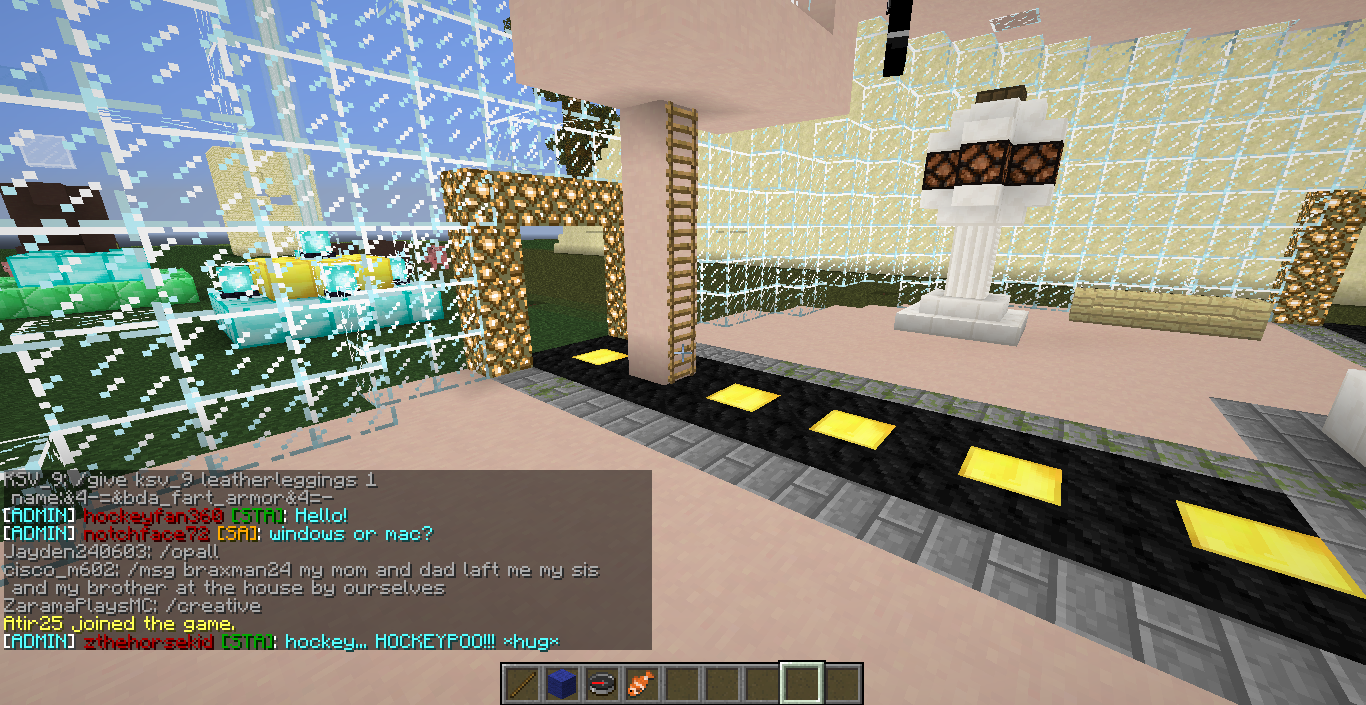 KSV_9: /give ksv_9 leatherleggings 1
name:&4-=&bda_fart_armor&4=-
[ADMIN] hockeyfan360 [STA]: Hello!
[ADMIN] notchface72 [SA]: windows or mac?
Jayden240603: /opall
cisco_m602: /msg braxman24 my mom and dad laft me my sis
and my brother at the house by ourselves
ZaramaPlaysMC: /creative
Atir25 joined the game.
[ADMIN] zthehorsekid [STA]: hockey... HOCKEYPOO!!! *hug*